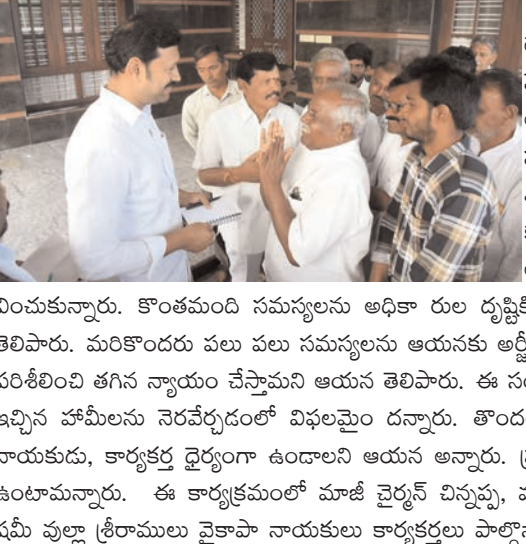 వించుకున్నారు. కొంతమంది సమస్యలను అధికా రుల
తెలిపారు. మరికొందరు పలు పలు సమస్యలను ఆయనకు
పరిశీలించి తగిన న్యాయం చేస్తామని ఆయన తెలిపారు. ఈ
ఇచ్చిన హామీలను నెరవేర్చడంలో విఫలమైం దన్నారు.
నాయకుడు, కార్యకర్త ధైర్యంగా ఉండాలని ఆయన అన్నారు.
ఉంటామన్నారు. ఈ కార్యక్రమంలో మాజీ చైర్మన్ చిన్నప్ప,
షమీ వుల్లా శ్రీరాములు వైకాపా నాయకులు కార్యకర్తలు